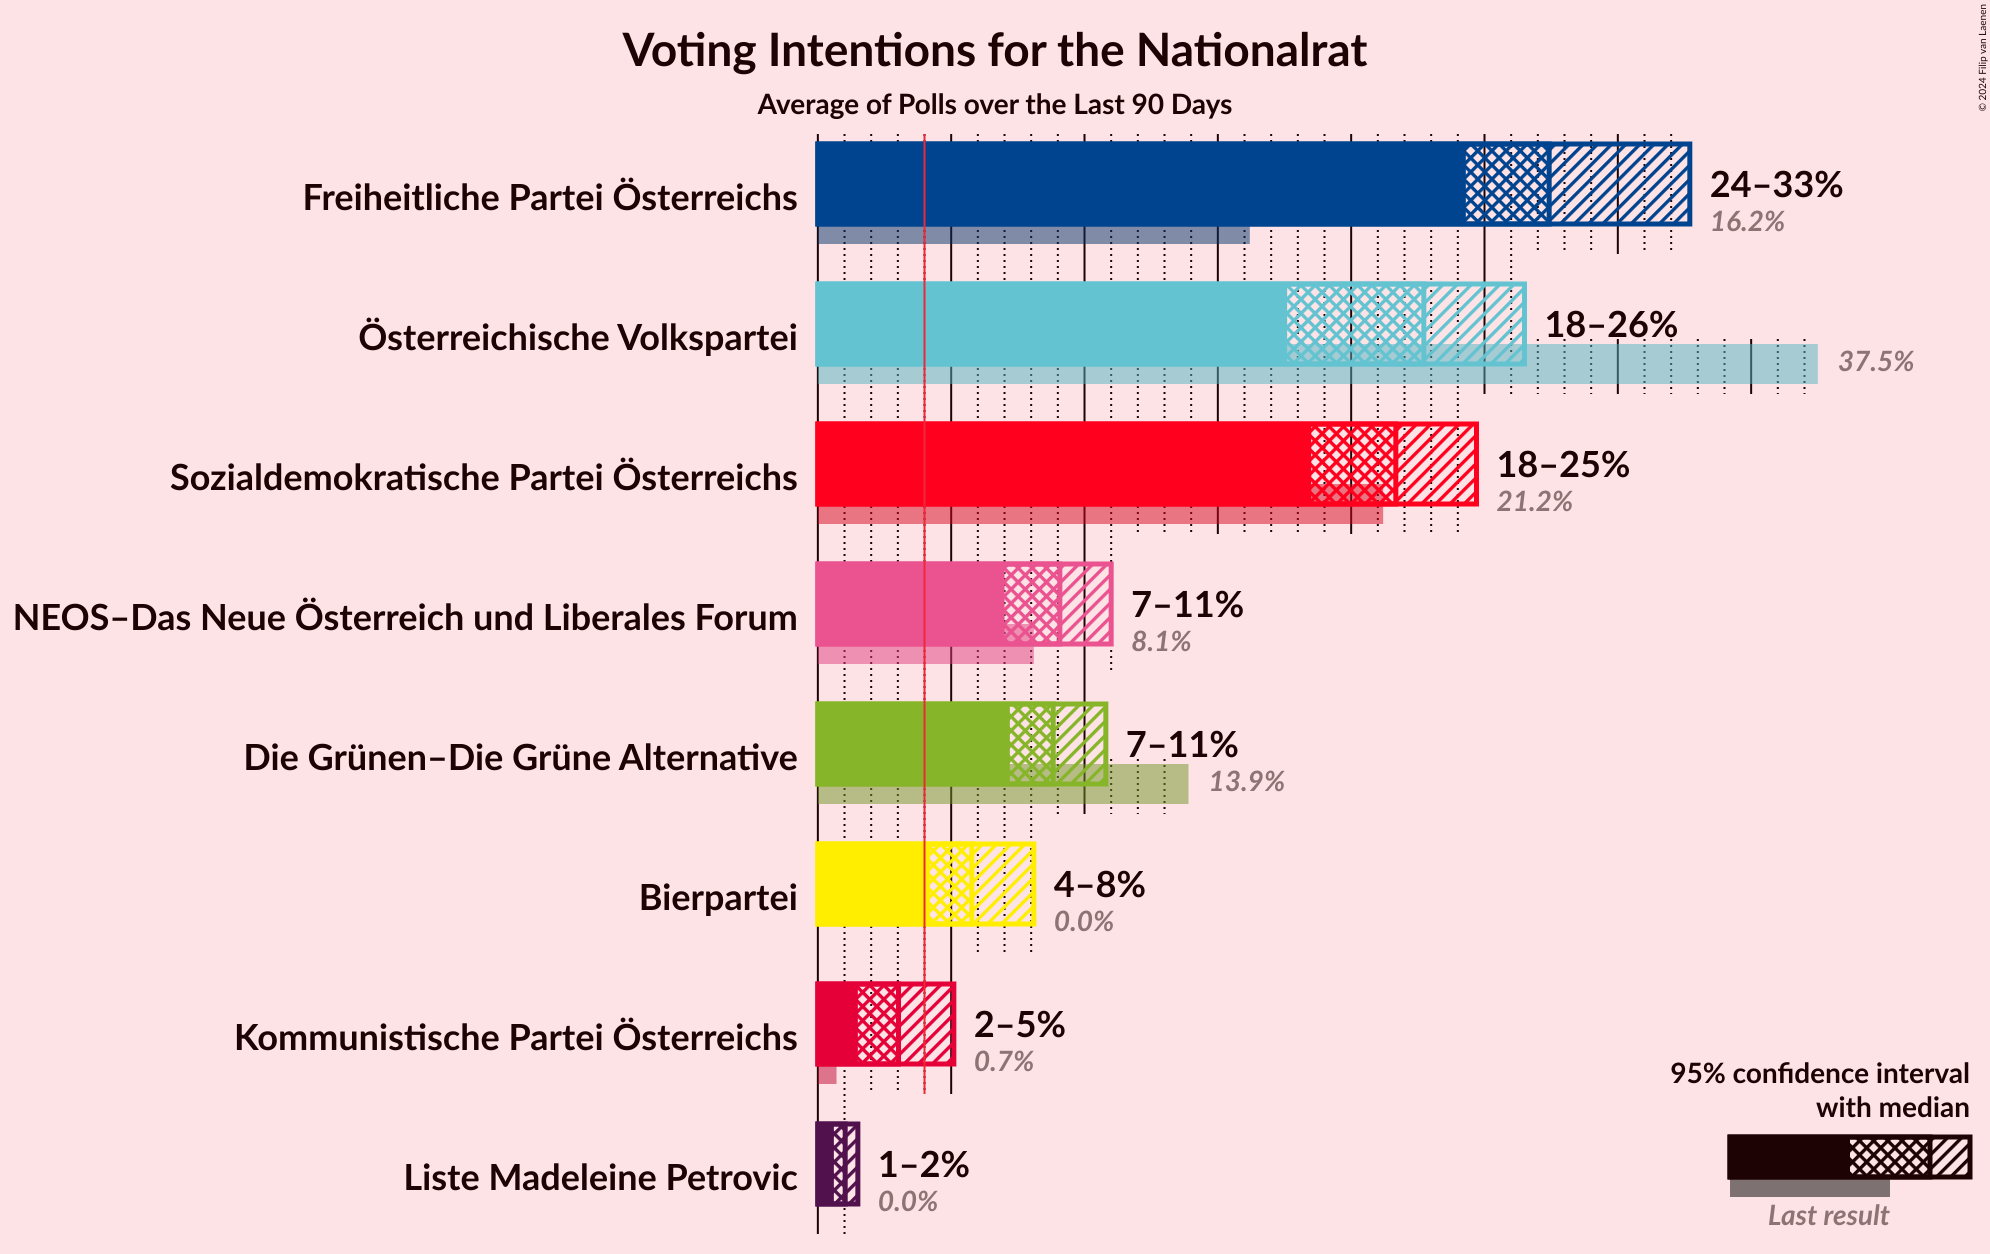 Voting Intentions for the Nationalrat
Average of Polls over the Last 90 Days
© 2024 Filip van Laenen
Freiheitliche Partei Österreichs
24–33%
16.2%
Österreichische Volkspartei
18–26%
37.5%
Sozialdemokratische Partei Österreichs
18–25%
21.2%
NEOS–Das Neue Österreich und Liberales Forum
7–11%
8.1%
Die Grünen–Die Grüne Alternative
7–11%
13.9%
Bierpartei
4–8%
0.0%
Kommunistische Partei Österreichs
2–5%
0.7%
Liste Madeleine Petrovic
1–2%
0.0%
95% confidence interval
with median
Last result